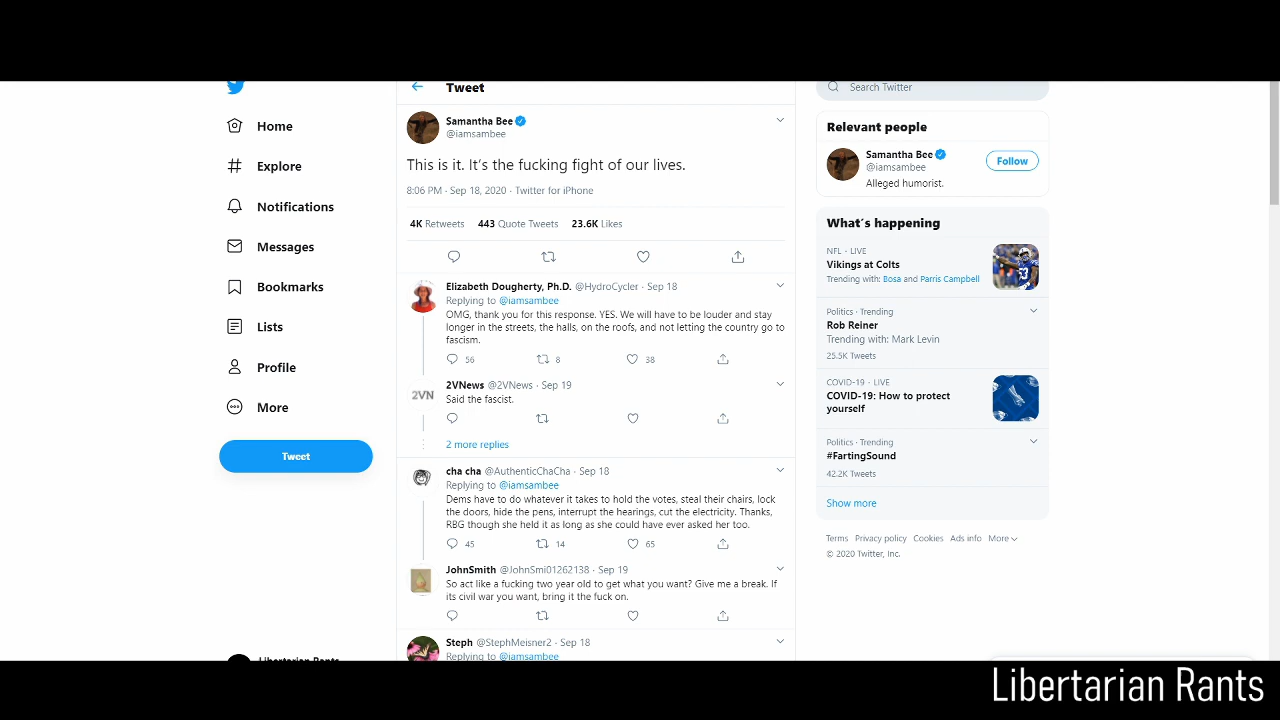 Tweet
Search Twitter
Home
Explore
Notifications
Messages
Bookmarks
Lists
Profile
More
Tweet
Samantha Bee
@iamsambee
This is it. It's the fucking fight of our lives.
8:06 PM · Sep 18, 2020 · Twitter for iPhone
4K Retweets 443 Quote Tweets 23.6K Likes
Elizabeth Dougherty, Ph.D. @HydroCycler · Sep 18
Replying to @iamsambee
OMG, thank you for this response. YES. We will have to be louder and stay
longer in the streets, the halls, on the roofs, and not letting the country go to
fascism.
56 8 38
2VN
2VNews @2VNews · Sep 19
Said the fascist.
2 more replies
cha cha @AuthenticChaCha · Sep 18
Replying to @iamsambee
Dems have to do whatever it takes to hold the votes, steal their chairs, lock
the doors, hide the pens, interrupt the hearings, cut the electricity. Thanks,
RBG though she held it as long as she could have ever asked her too.
45 14 65
JohnSmith @JohnSmi01262138 · Sep 19
So act like a fucking two year old to get what you want? Give me a break. If
its civil war you want, bring it the fuck on.
Steph @StephMeisner2 · Sep 18
Replying to @iamsambee
Relevant people
Samantha Bee
@iamsambee
Follow
Alleged humorist.
What's happening
NFL · LIVE
Vikings at Colts
Trending with: Bosa and Parris Campbell
Politics · Trending
Rob Reiner
Trending with: Mark Levin
25.5K Tweets
COVID-19 · LIVE
COVID-19: How to protect
yourself
Politics · Trending
#FartingSound
42.2K Tweets
Show more
Terms Privacy policy Cookies Ads info More
© 2020 Twitter, Inc.
Libertarian Rants
Libertarian Rants